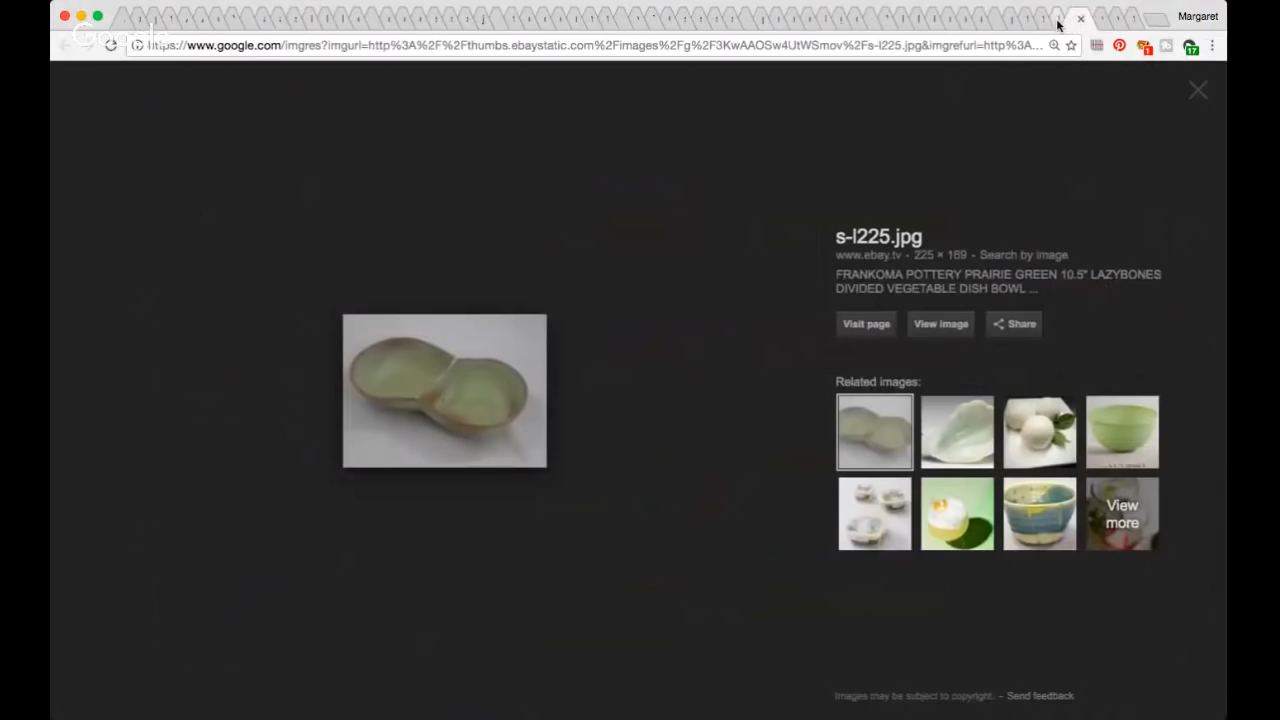 Margaret
Google
https://www.google.com/imgres?imgurl=http%3A%2F%2Fthumbs.ebaystatic.com%2Fimages%2Fg%2F3KwAAOSw4UtWSmov%2Fs-l225.jpg&imgrefurl=http%3A...
1
17
s-l225.jpg
www.ebay.tv - 225 × 169 - Search by image
FRANKOMA POTTERY PRAIRIE GREEN 10.5" LAZYBONES
DIVIDED VEGETABLE DISH BOWL ...
Visit page View image Share
Related images:
View
more
Images may be subject to copyright. - Send feedback